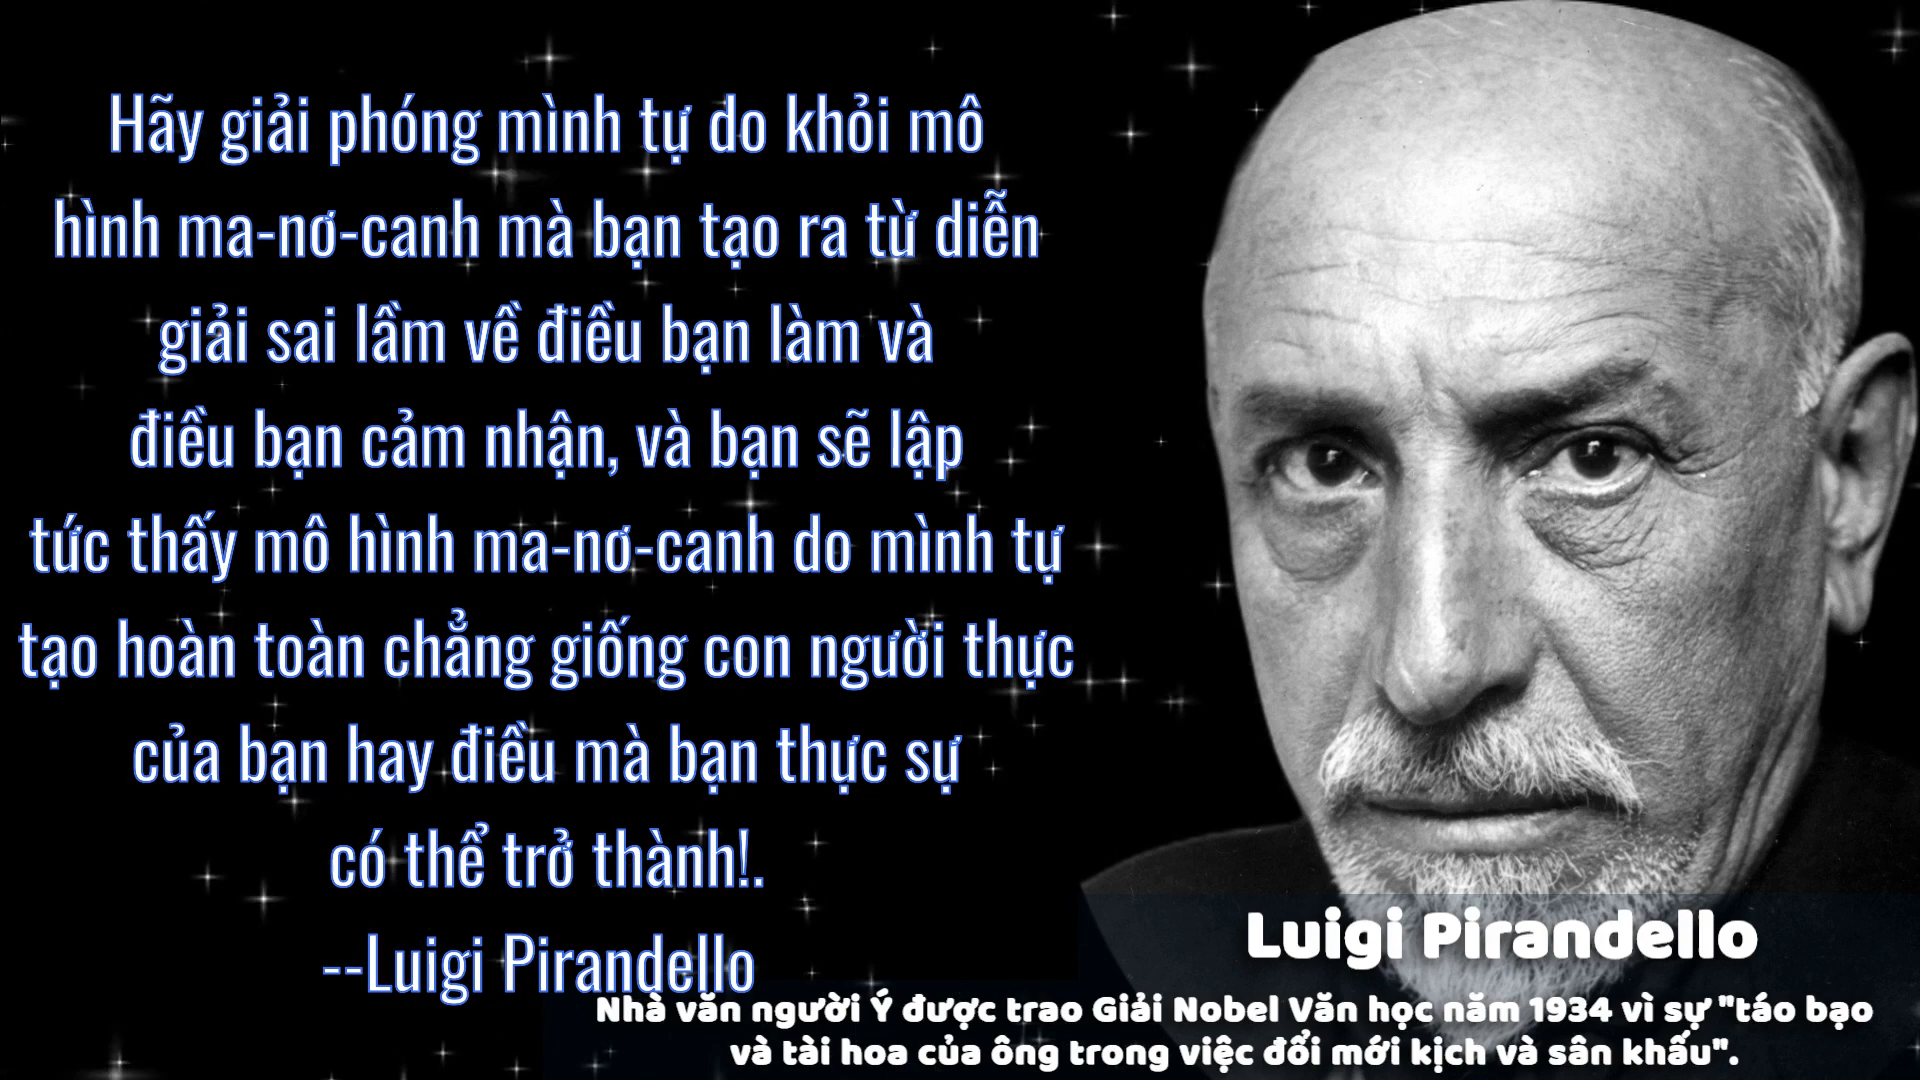 Hãy giải phóng mình tự do khỏi mô
hình ma-nơ-canh mà bạn tạo ra từ diễn
giải sai lầm về điều bạn làm và
điều bạn cảm nhận, và bạn sẽ lập
tức thấy mô hình ma-nơ-canh do mình tự
tạo hoàn toàn chẳng giống con người thực
của bạn hay điều mà bạn thực sự
có thể trở thành!.
--Luigi Pirandello
Luigi Pirandello
Nhà văn người Ý được trao Giải Nobel Văn học năm 1934 vì sự "táo bạo
và tài hoa của ông trong việc đổi mới kịch và sân khấu".